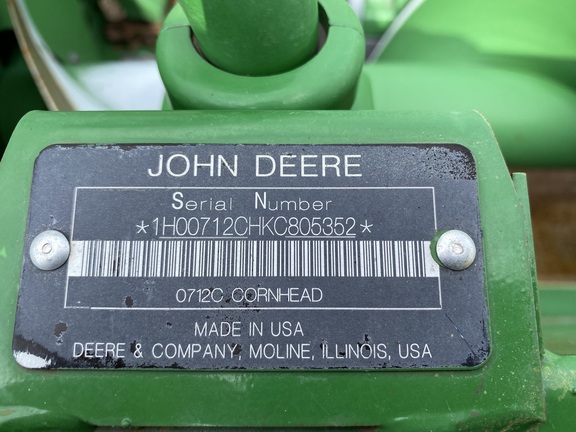 JOHN DEERE
Serial Number
*1H00712CHKC805352*
0712C CORNHEAD
MADE IN USA
DEERE & COMPANY, MOLINE, ILLINOIS, USA